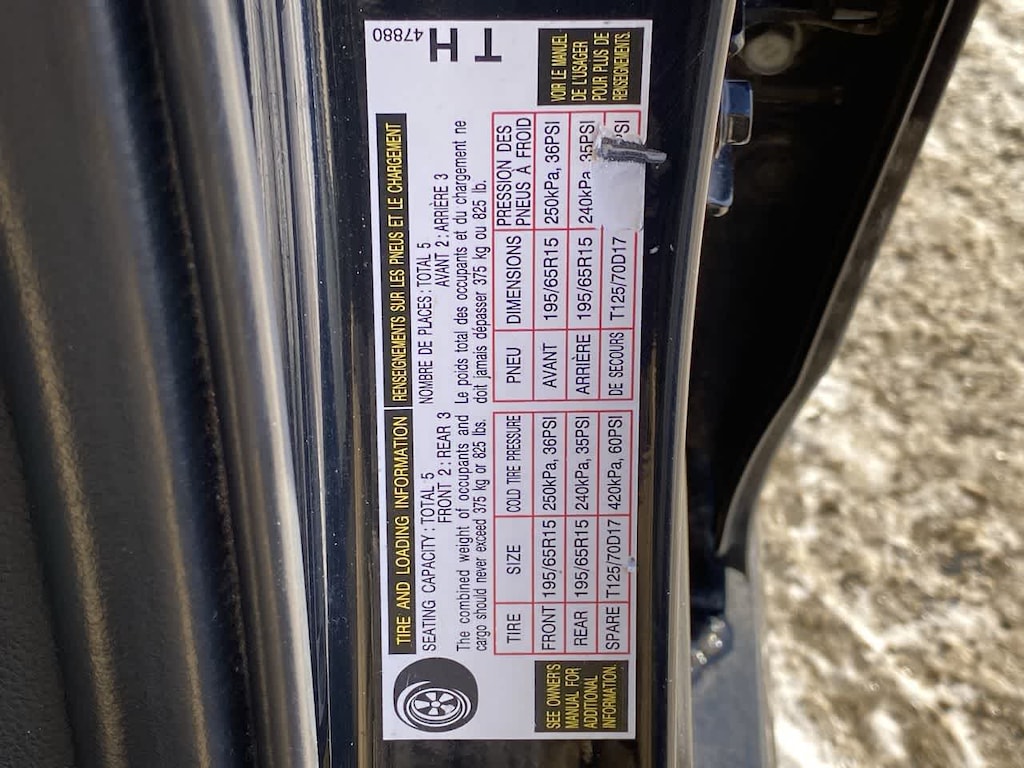 TIRE AND LOADING INFORMATION
RENSEIGNEMENTS SUR LES PNEUS ET LE CHARGEMENT
SEATING CAPACITY : TOTAL 5
FRONT 2 : REAR 3
The combined weight of occupants and
cargo should never exceed 375 kg or 825 lbs.
NOMBRE DE PLACES : TOTAL 5
AVANT 2 : ARRIÈRE 3
Le poids total des occupants et du chargement ne
doit jamais dépasser 375 kg ou 825 lb.
TIRE SIZE COLD TIRE PRESSURE
FRONT 195/65R15 250kPa, 36PSI
REAR 195/65R15 240kPa, 35PSI
SPARE T125/70D17 420kPa, 60PSI
PNEU DIMENSIONS PRESSION DES
PNEUS À FROID
AVANT 195/65R15 250kPa, 36PSI
ARRIÈRE 195/65R15 240kPa, 35PSI
DE SECOURS T125/70D17 PSI
SEE OWNER'S
MANUAL FOR
ADDITIONAL
INFORMATION.
VOIR LE MANUEL
DE L'USAGER
POUR PLUS DE
RENSEIGNEMENTS.
47880
TH